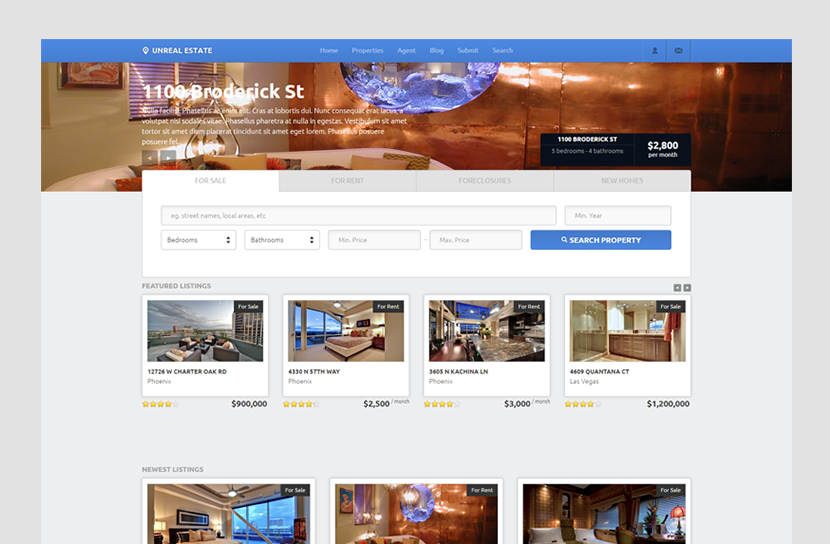 UNREAL ESTATE
Home Properties Agent Blog Submit Search
1100 Broderick St
Nulla facilisi. Phasellus ac enim elit. Cras at lobortis dui. Nunc consequat erat lacus, a
volutpat nisi sodales vitae. Phasellus pharetra at nulla in egestas. Vestibulum sit amet
tortor sit amet diam placerat tincidunt sit amet eget lorem. Phasellus posuere
posuere fel
1100 BRODERICK ST
3 bedrooms - 4 bathrooms
$2,800
per month
FOR SALE FOR RENT FORECLOSURES NEW HOMES
eg. street names, local areas, etc Min. Year
Bedrooms Bathrooms Min. Price - Max. Price SEARCH PROPERTY
FEATURED LISTINGS
For Sale For Rent For Rent For Sale
12726 W CHARTER OAK RD 4330 N 57TH WAY 3605 N KACHINA LN 4609 QUANTANA CT
Phoenix Phoenix Phoenix Las Vegas
$900,000 $2,500 / month $3,000 / month $1,200,000
NEWEST LISTINGS
For Sale For Rent For Sale